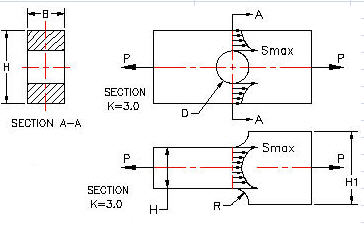 B
A
H
P
Smax
P
SECTION
K=3.0
D
SECTION A-A
A
P
Smax
P
H1
SECTION
K=3.0
H
R